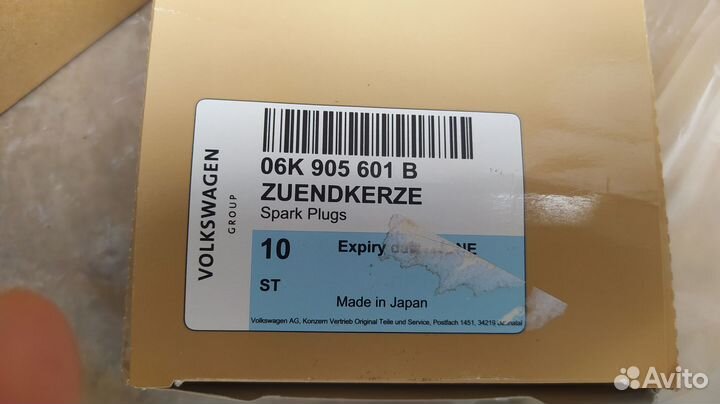 VOLKSWAGEN
GROUP
06K 905 601 B
ZUENDKERZE
Spark Plugs
10
Expiry
ST
Made in Japan
Volkswagen AG, Konzern Vertrieb Original Teile und Service, Postfach 1451, 34219
Avito